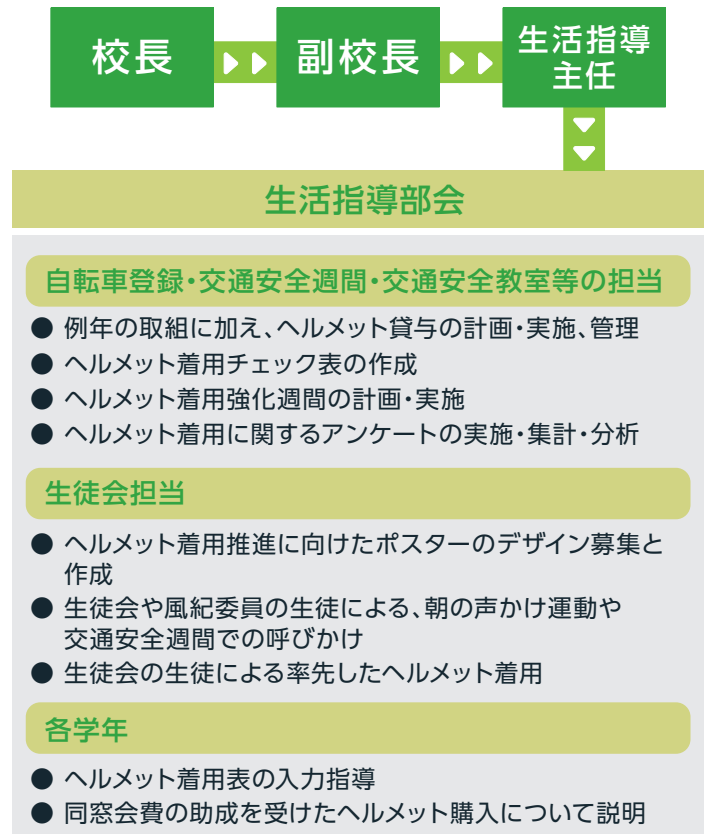 校長
副校長
生活指導
主任
生活指導部会
自転車登録・交通安全週間・交通安全教室等の担当
● 例年の取組に加え、ヘルメット貸与の計画・実施、管理
● ヘルメット着用チェック表の作成
● ヘルメット着用強化週間の計画・実施
● ヘルメット着用に関するアンケートの実施・集計・分析
生徒会担当
● ヘルメット着用推進に向けたポスターのデザイン募集と
作成
● 生徒会や風紀委員の生徒による、朝の声かけ運動や
交通安全週間での呼びかけ
● 生徒会の生徒による率先したヘルメット着用
各学年
● ヘルメット着用表の入力指導
● 同窓会費の助成を受けたヘルメット購入について説明